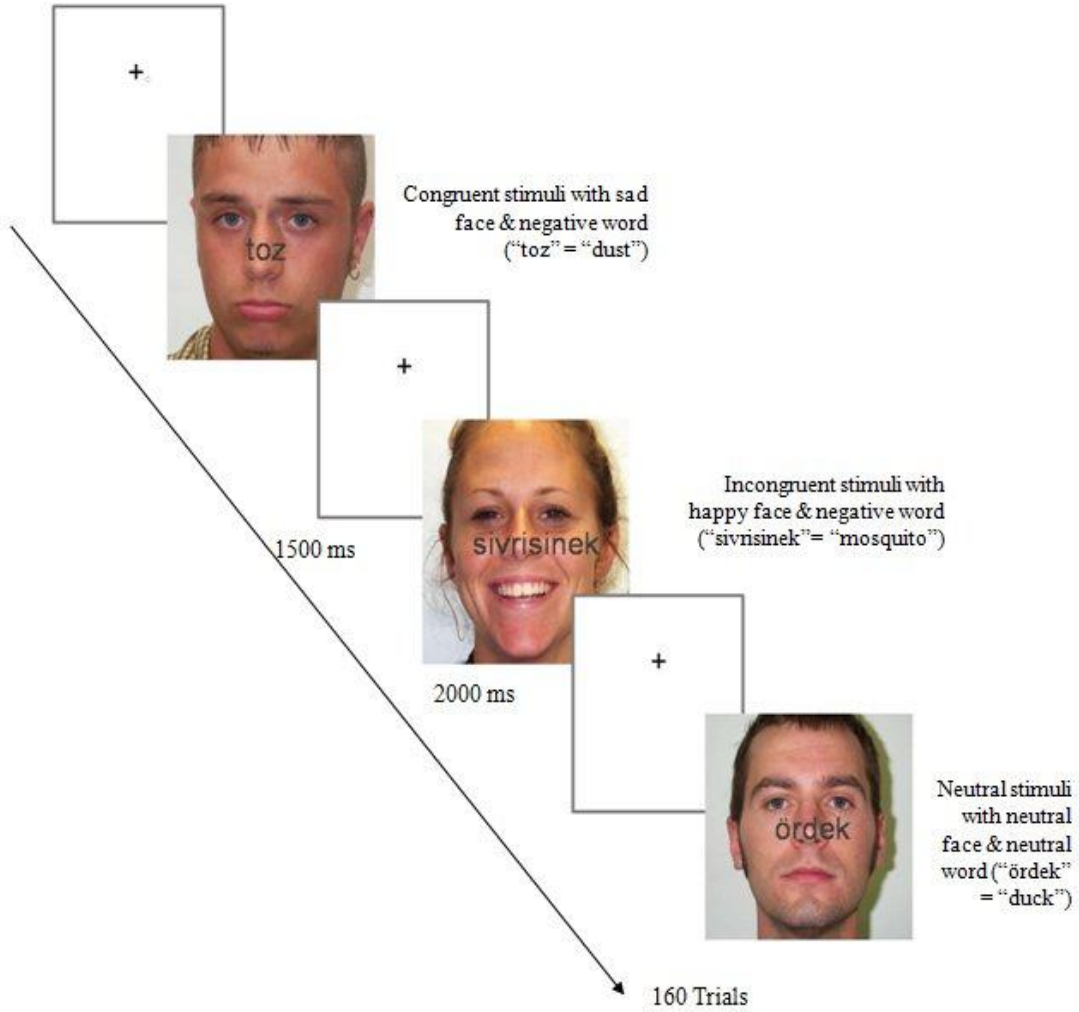 +
toz
Congruent stimuli with sad
face & negative word
(“toz” = “dust”)
+
1500 ms
sivrisinek
Incongruent stimuli with
happy face & negative word
(“sivrisinek”= “mosquito”)
2000 ms
+
ördek
Neutral stimuli
with neutral
face & neutral
word (“ördek”
= “duck”)
160 Trials